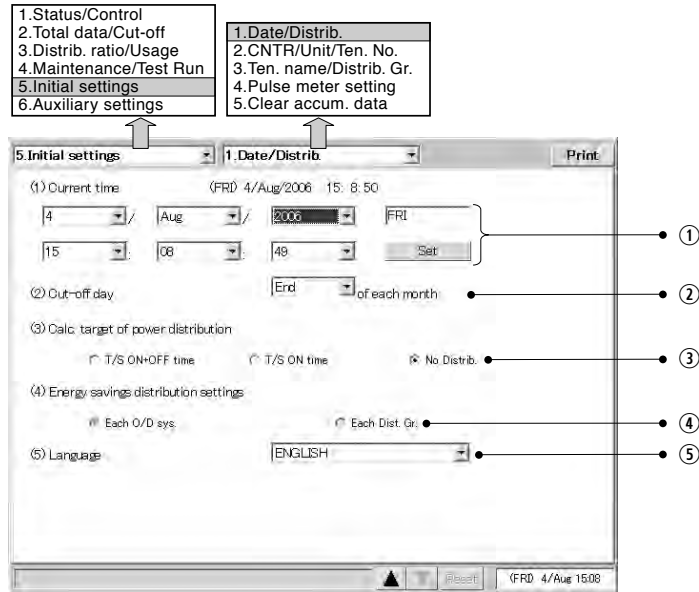 1.Status/Control
2.Total data/Cut-off
3.Distrib. ratio/Usage
4.Maintenance/Test Run
5.Initial settings
6.Auxiliary settings
1.Date/Distrib.
2.CNTR/Unit/Ten. No.
3.Ten. name/Distrib. Gr.
4.Pulse meter setting
5.Clear accum. data
5.Initial settings 1.Date/Distrib. Print
(1) Current time (FRI) 4/Aug/2006 15: 8:50
4 / Aug / 2006 FRI
15 : 08 : 49 Set
①
(2) Cut-off day End of each month ②
(3) Calc. target of power distribution
T/S ON+OFF time T/S ON time No Distrib. ③
(4) Energy savings distribution settings
Each O/D sys. Each Dist. Gr. ④
(5) Language ENGLISH ⑤
Reset (FRI) 4/Aug 15:08